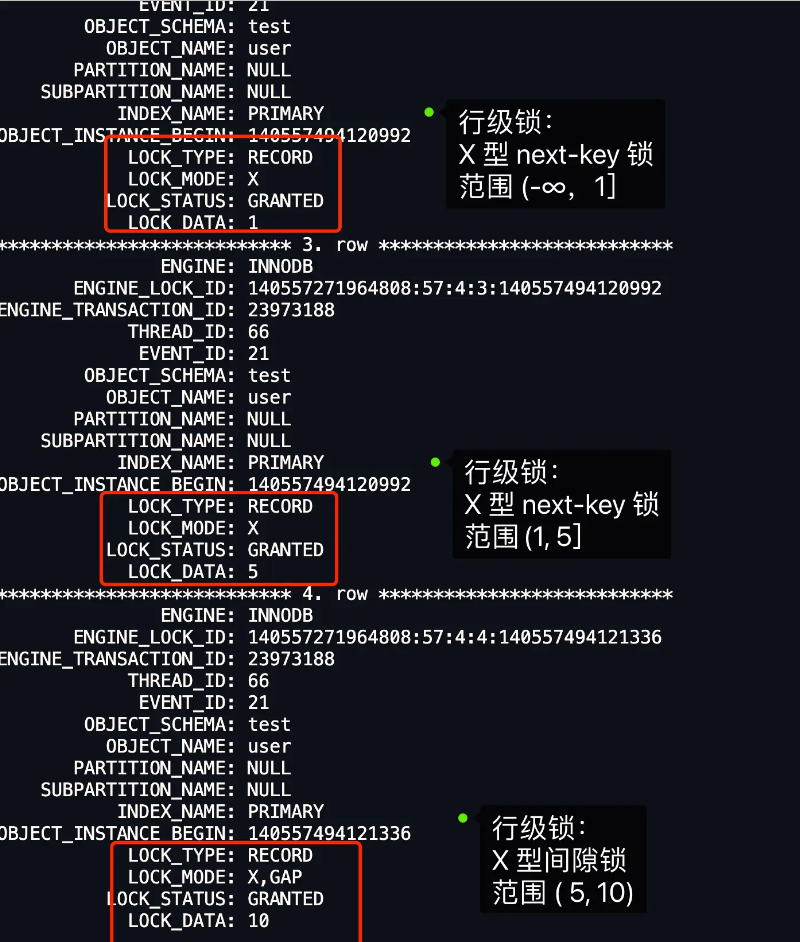 EVENT_ID: 21
OBJECT_SCHEMA: test
OBJECT_NAME: user
PARTITION_NAME: NULL
SUBPARTITION_NAME: NULL
INDEX_NAME: PRIMARY
OBJECT_INSTANCE_BEGIN: 140557494120992
LOCK_TYPE: RECORD
LOCK_MODE: X
LOCK_STATUS: GRANTED
LOCK_DATA: 1
行级锁：
X 型 next-key 锁
范围 (-∞， 1]
*************************** 3. row ***************************
ENGINE: INNODB
ENGINE_LOCK_ID: 140557271964808:57:4:3:140557494120992
ENGINE_TRANSACTION_ID: 23973188
THREAD_ID: 66
EVENT_ID: 21
OBJECT_SCHEMA: test
OBJECT_NAME: user
PARTITION_NAME: NULL
SUBPARTITION_NAME: NULL
INDEX_NAME: PRIMARY
OBJECT_INSTANCE_BEGIN: 140557494120992
LOCK_TYPE: RECORD
LOCK_MODE: X
LOCK_STATUS: GRANTED
LOCK_DATA: 5
行级锁：
X 型 next-key 锁
范围 (1, 5]
*************************** 4. row ***************************
ENGINE: INNODB
ENGINE_LOCK_ID: 140557271964808:57:4:4:140557494121336
ENGINE_TRANSACTION_ID: 23973188
THREAD_ID: 66
EVENT_ID: 21
OBJECT_SCHEMA: test
OBJECT_NAME: user
PARTITION_NAME: NULL
SUBPARTITION_NAME: NULL
INDEX_NAME: PRIMARY
OBJECT_INSTANCE_BEGIN: 140557494121336
LOCK_TYPE: RECORD
LOCK_MODE: X,GAP
LOCK_STATUS: GRANTED
LOCK_DATA: 10
行级锁：
X 型间隙锁
范围 ( 5, 10)